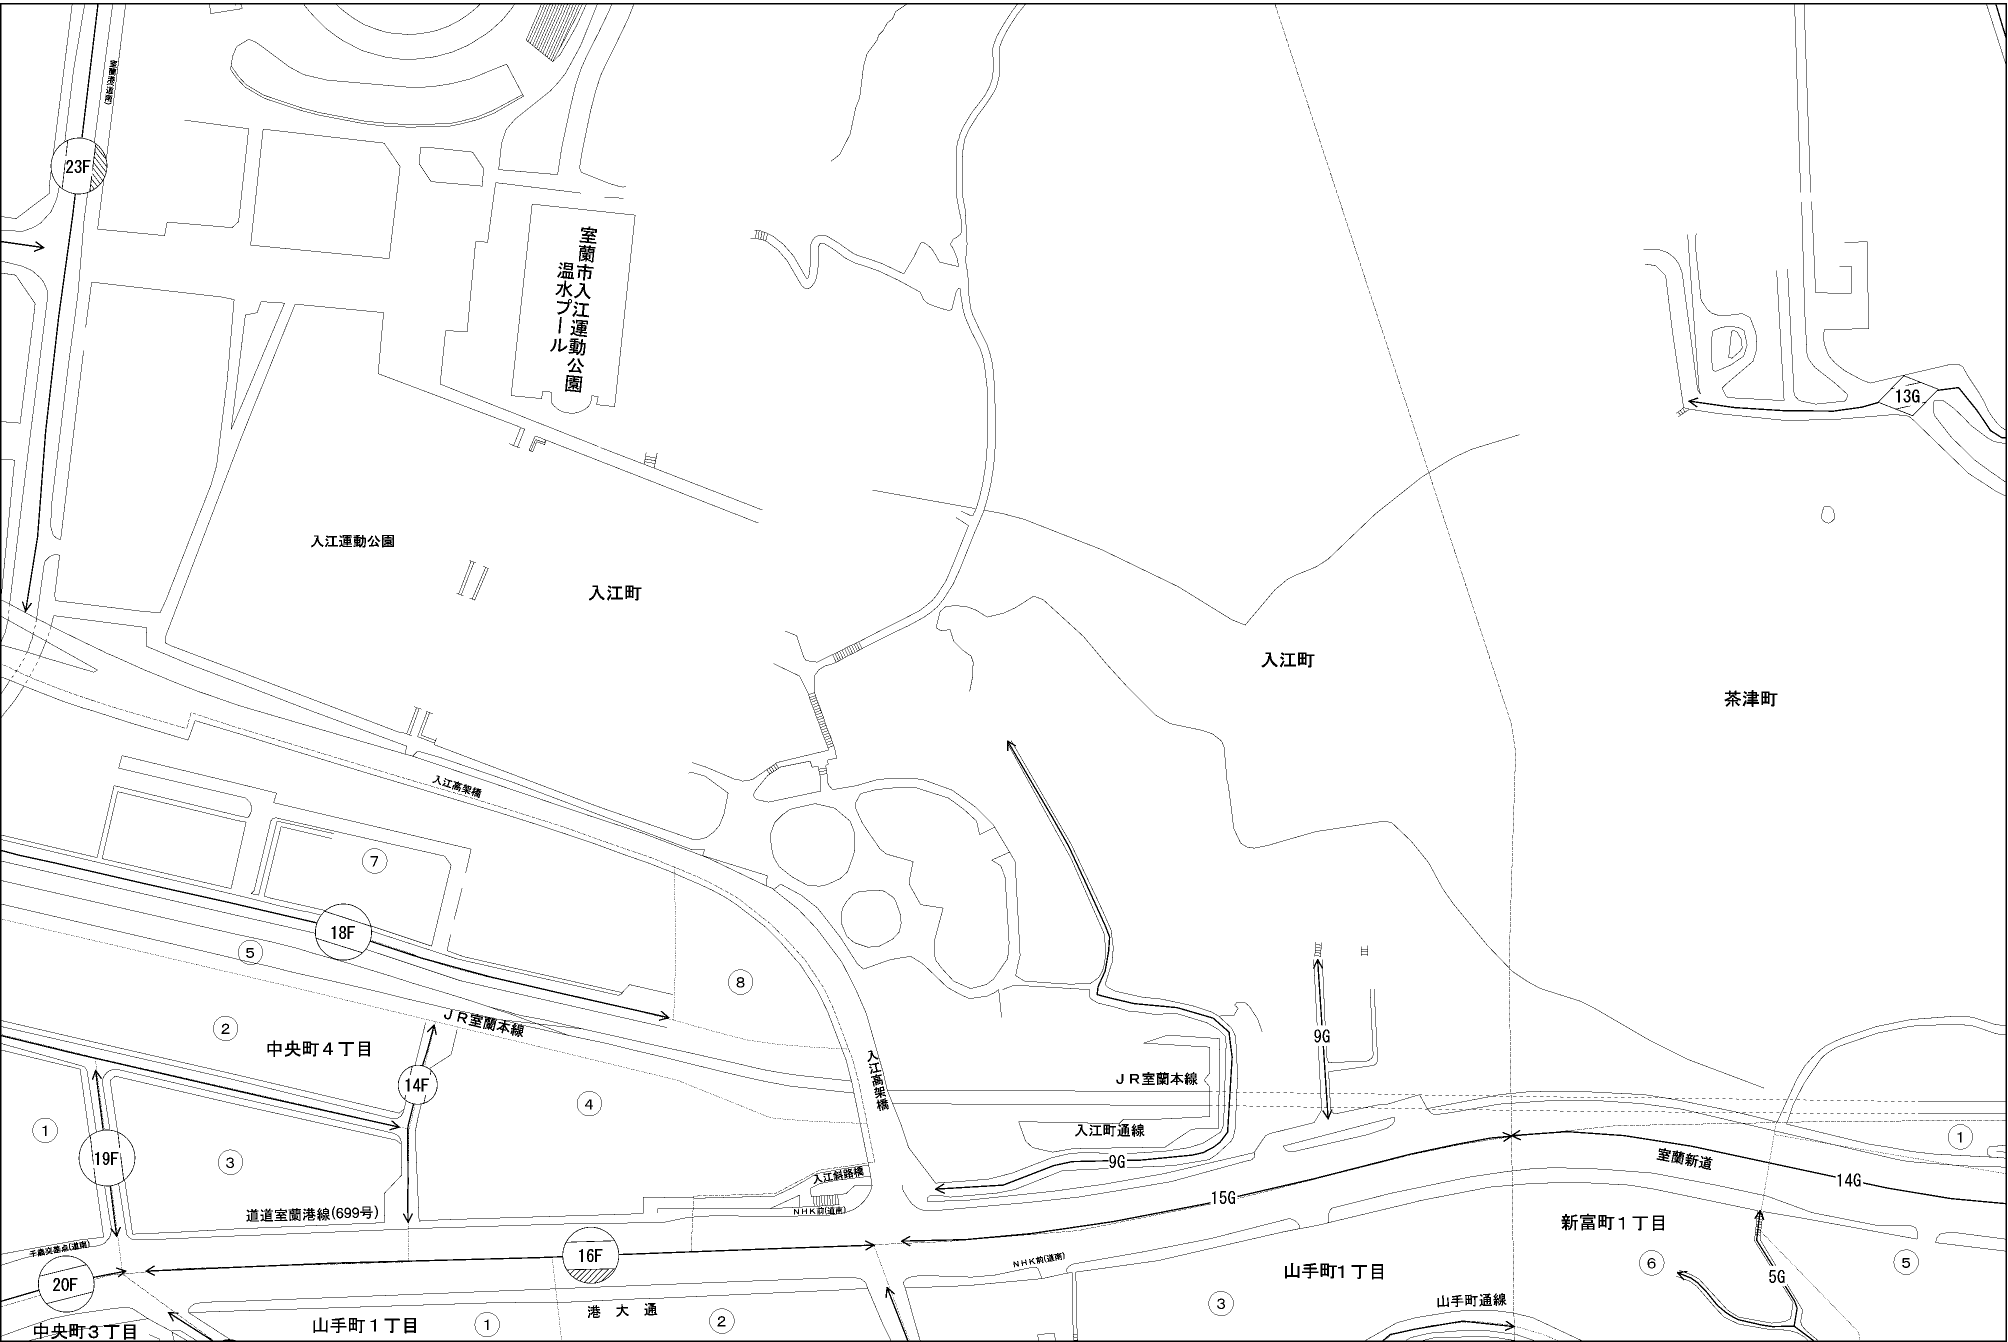 室蘭港(道南)
23F
室蘭市入江運動公園
温水プール
13G
入江運動公園
入江町
入江町
茶津町
入江高架橋
7
18F
5
8
2
ＪＲ室蘭本線
中央町４丁目
14F
9G
入江高架橋
ＪＲ室蘭本線
4
1
入江町通線
1
19F
3
9G
室蘭新道
入江斜路橋
14G
15G
ＮＨＫ前(道南)
道道室蘭港線(699号)
新富町１丁目
16F
ＮＨＫ前(道南)
6
5
山手町１丁目
5G
20F
3
山手町通線
港大通
山手町１丁目
1
2
中央町３丁目